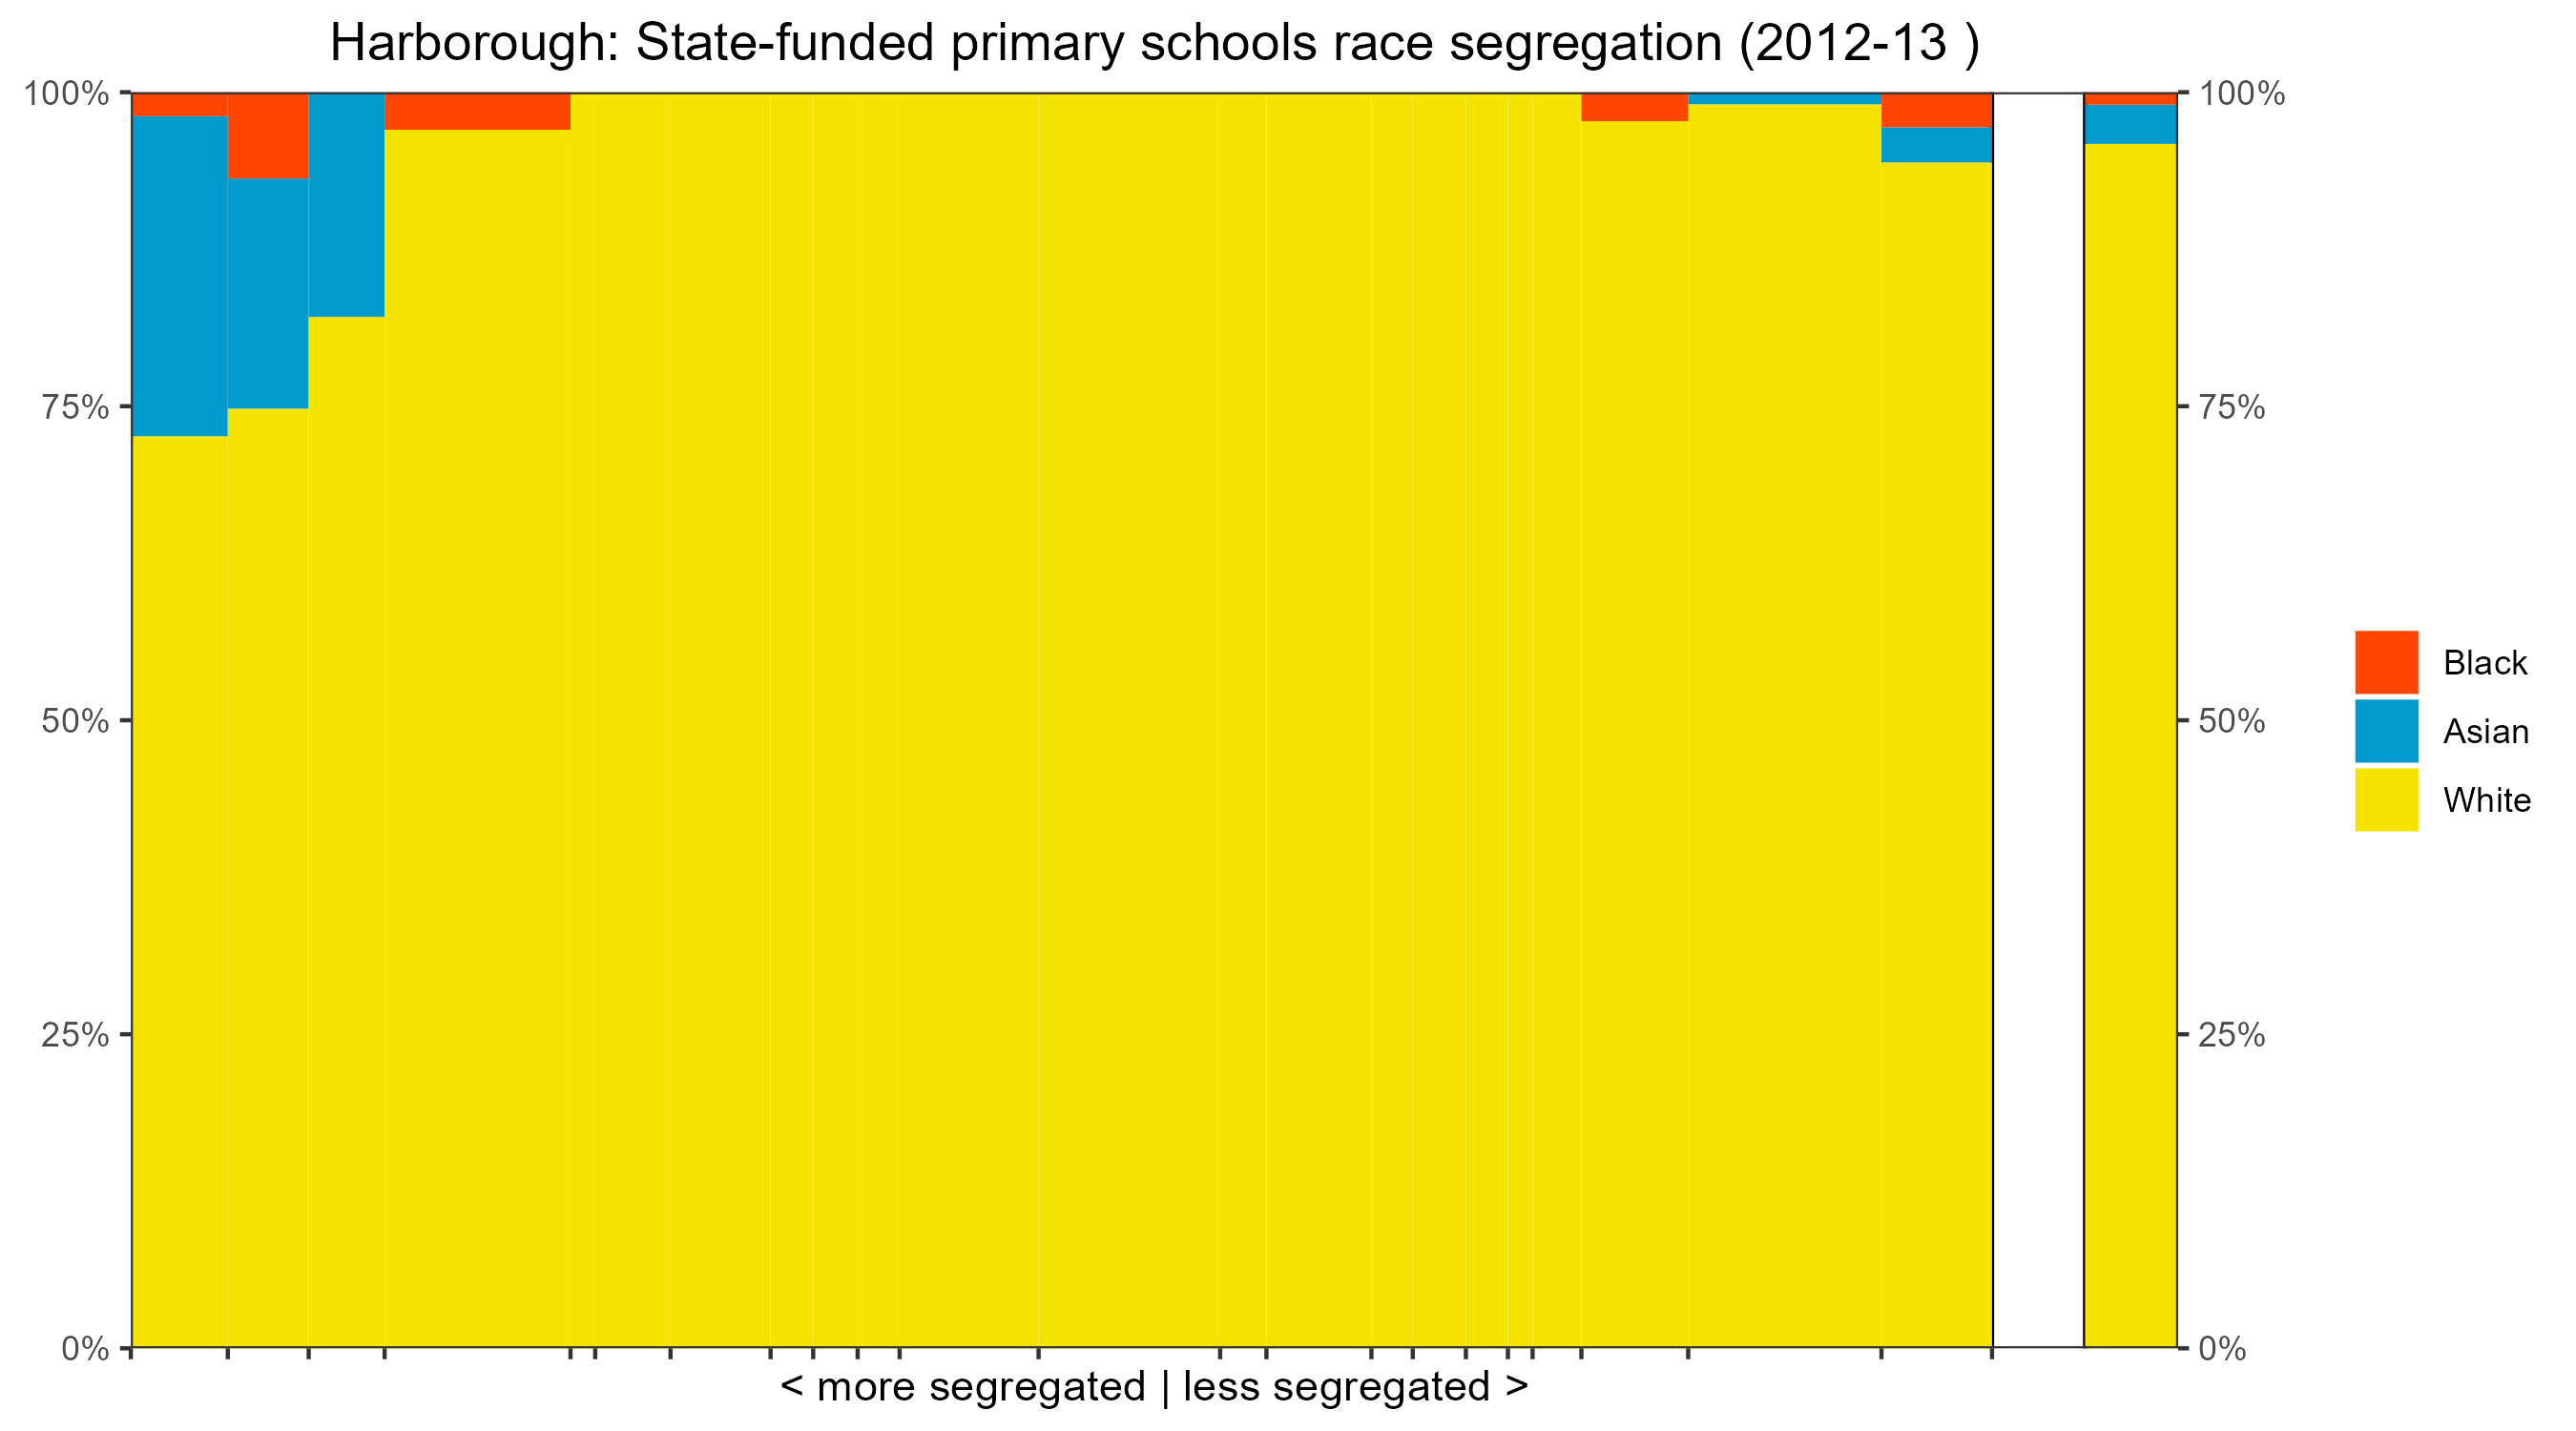 Harborough: State-funded primary schools race segregation (2012-13 )
100%
75%
50%
25%
0%
100%
75%
50%
25%
0%
< more segregated | less segregated >
Black
Asian
White